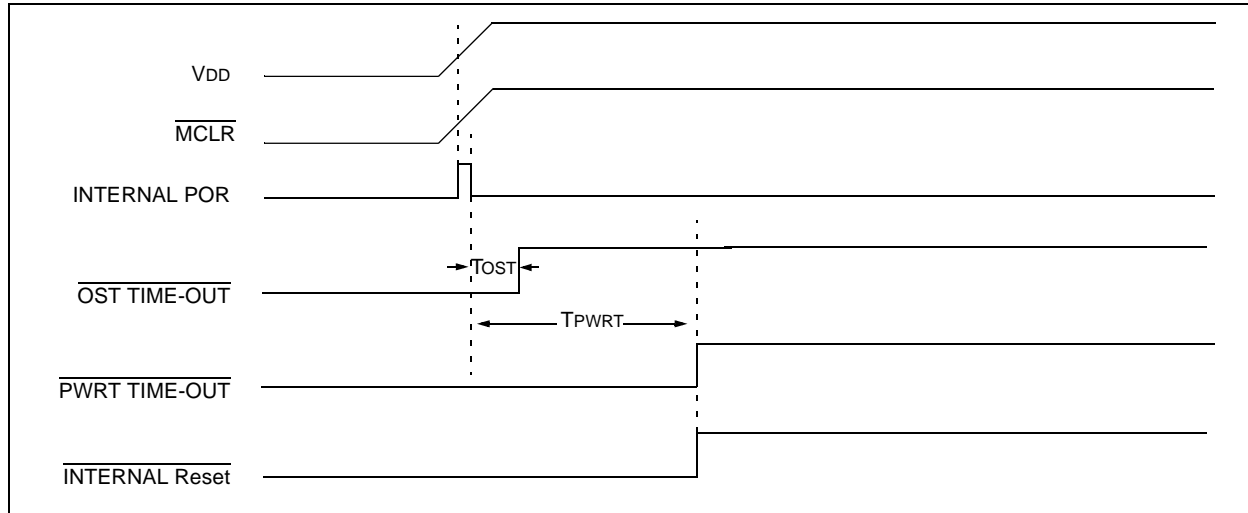 VDD
MCLR
INTERNAL POR
TOST
OST TIME-OUT
TPWRT
PWRT TIME-OUT
INTERNAL Reset